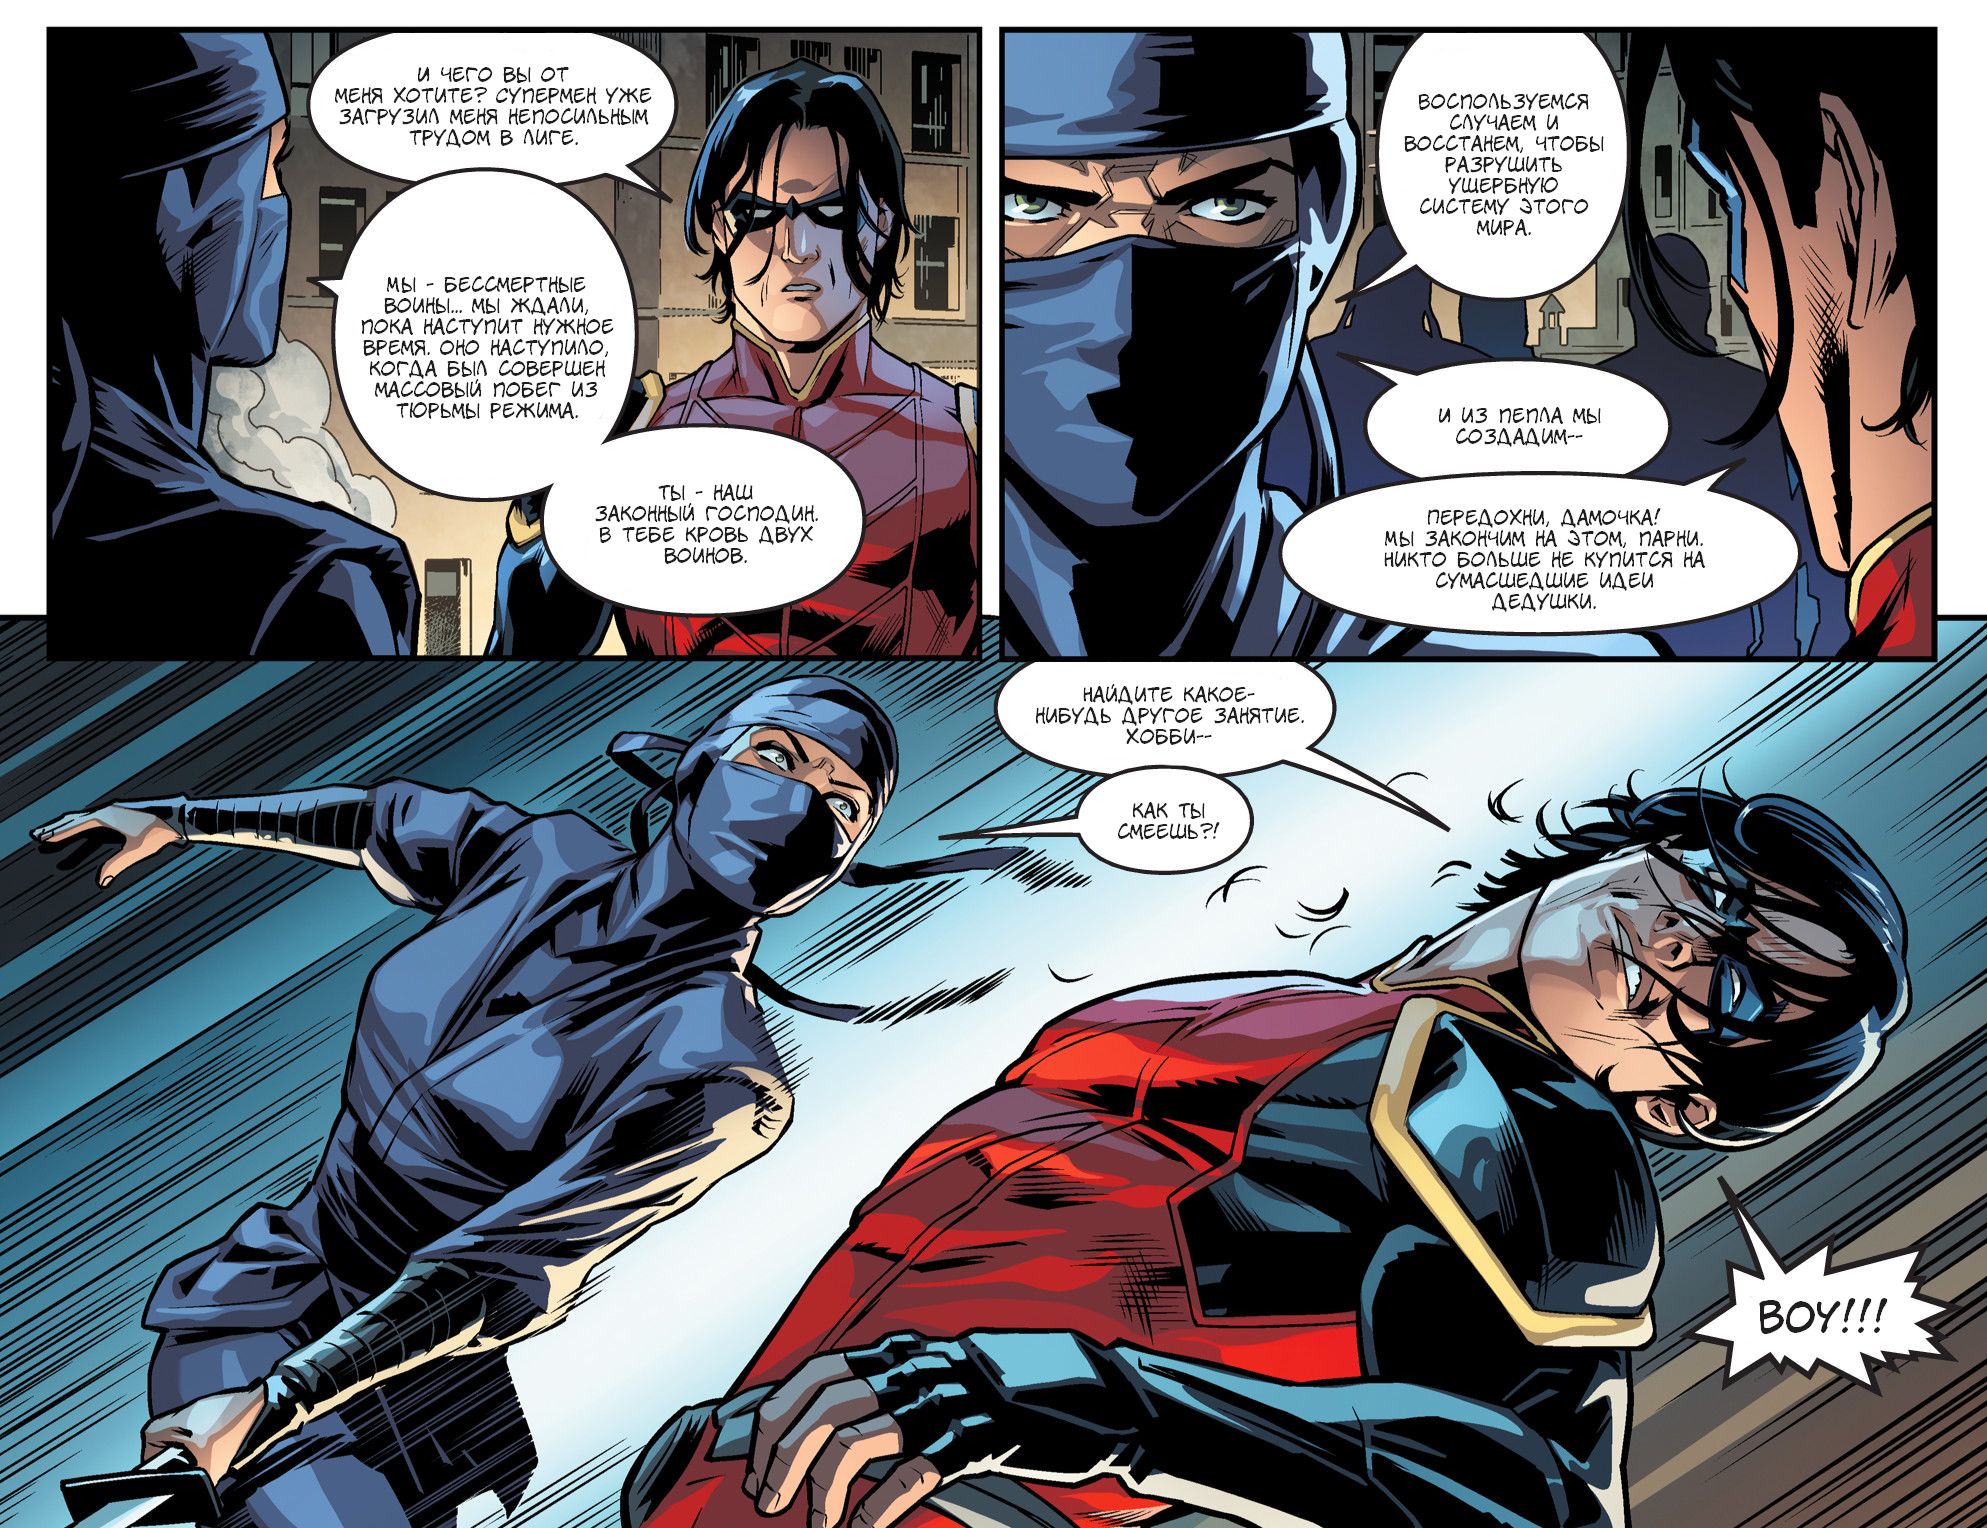 И ЧЕГО ВЫ ОТ
МЕНЯ ХОТИТЕ? СУПЕРМЕН УЖЕ
ЗАГРУЗИЛ МЕНЯ НЕПОСИЛЬНЫМ
ТРУДОМ В ЛИГЕ.
МЫ - БЕССМЕРТНЫЕ
ВОИНЫ... МЫ ЖДАЛИ,
ПОКА НАСТУПИТ НУЖНОЕ
ВРЕМЯ. ОНО НАСТУПИЛО,
КОГДА БЫЛ СОВЕРШЕН
МАССОВЫЙ ПОБЕГ ИЗ
ТЮРЬМЫ РЕЖИМА.
ТЫ - НАШ
ЗАКОННЫЙ ГОСПОДИН.
В ТЕБЕ КРОВЬ ДВУХ
ВОИНОВ.
ВОСПОЛЬЗУЕМСЯ
СЛУЧАЕМ И
ВОССТАНЕМ, ЧТОБЫ
РАЗРУШИТЬ
УЩЕРБНУЮ
СИСТЕМУ ЭТОГО
МИРА.
И ИЗ ПЕПЛА МЫ
СОЗДАДИМ--
ПЕРЕДОХНИ, ДАМОЧКА!
МЫ ЗАКОНЧИМ НА ЭТОМ, ПАРНИ.
НИКТО БОЛЬШЕ НЕ КУПИТСЯ НА
СУМАСШЕДШИЕ ИДЕИ
ДЕДУШКИ.
НАЙДИТЕ КАКОЕ-
НИБУДЬ ДРУГОЕ ЗАНЯТИЕ.
ХОББИ--
КАК ТЫ
СМЕЕШЬ?!
ВОУ!!!